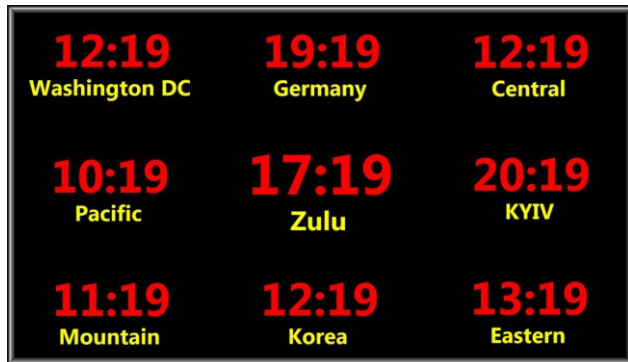 12:19 19:19 12:19
Washington DC Germany Central
10:19 17:19 20:19
Pacific Zulu KYIV
11:19 12:19 13:19
Mountain Korea Eastern